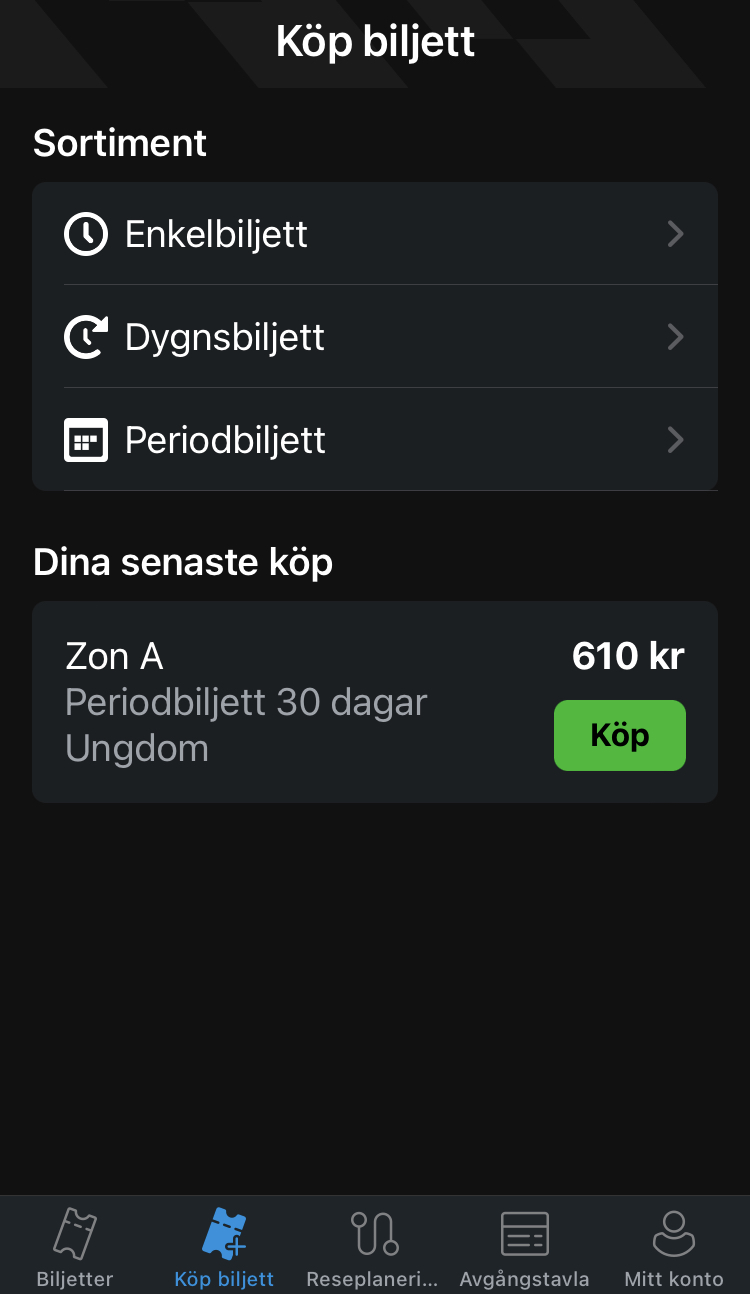 Köp biljett
Sortiment
Enkelbiljett
Dygnsbiljett
Periodbiljett
Dina senaste köp
Zon A
610 kr
Periodbiljett 30 dagar
Ungdom
Köp
Biljetter
Köp biljett
Reseplaneri...
Avgångstavla
Mitt konto